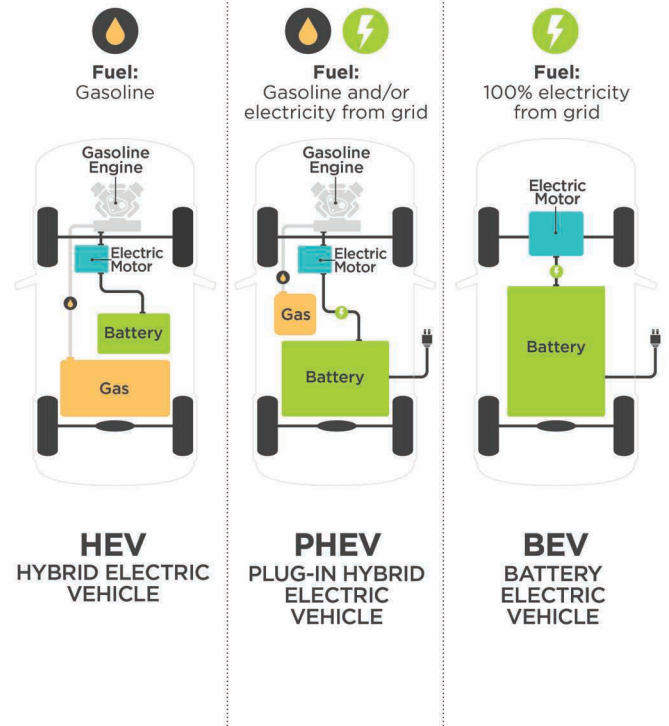 Fuel:
Gasoline
Gasoline
Engine
Electric
Motor
Battery
Gas
HEV
HYBRID ELECTRIC
VEHICLE
Fuel:
Gasoline and/or
electricity from grid
Gasoline
Engine
Electric
Motor
Gas
Battery
PHEV
PLUG-IN HYBRID
ELECTRIC
VEHICLE
Fuel:
100% electricity
from grid
Electric
Motor
Battery
BEV
BATTERY
ELECTRIC
VEHICLE